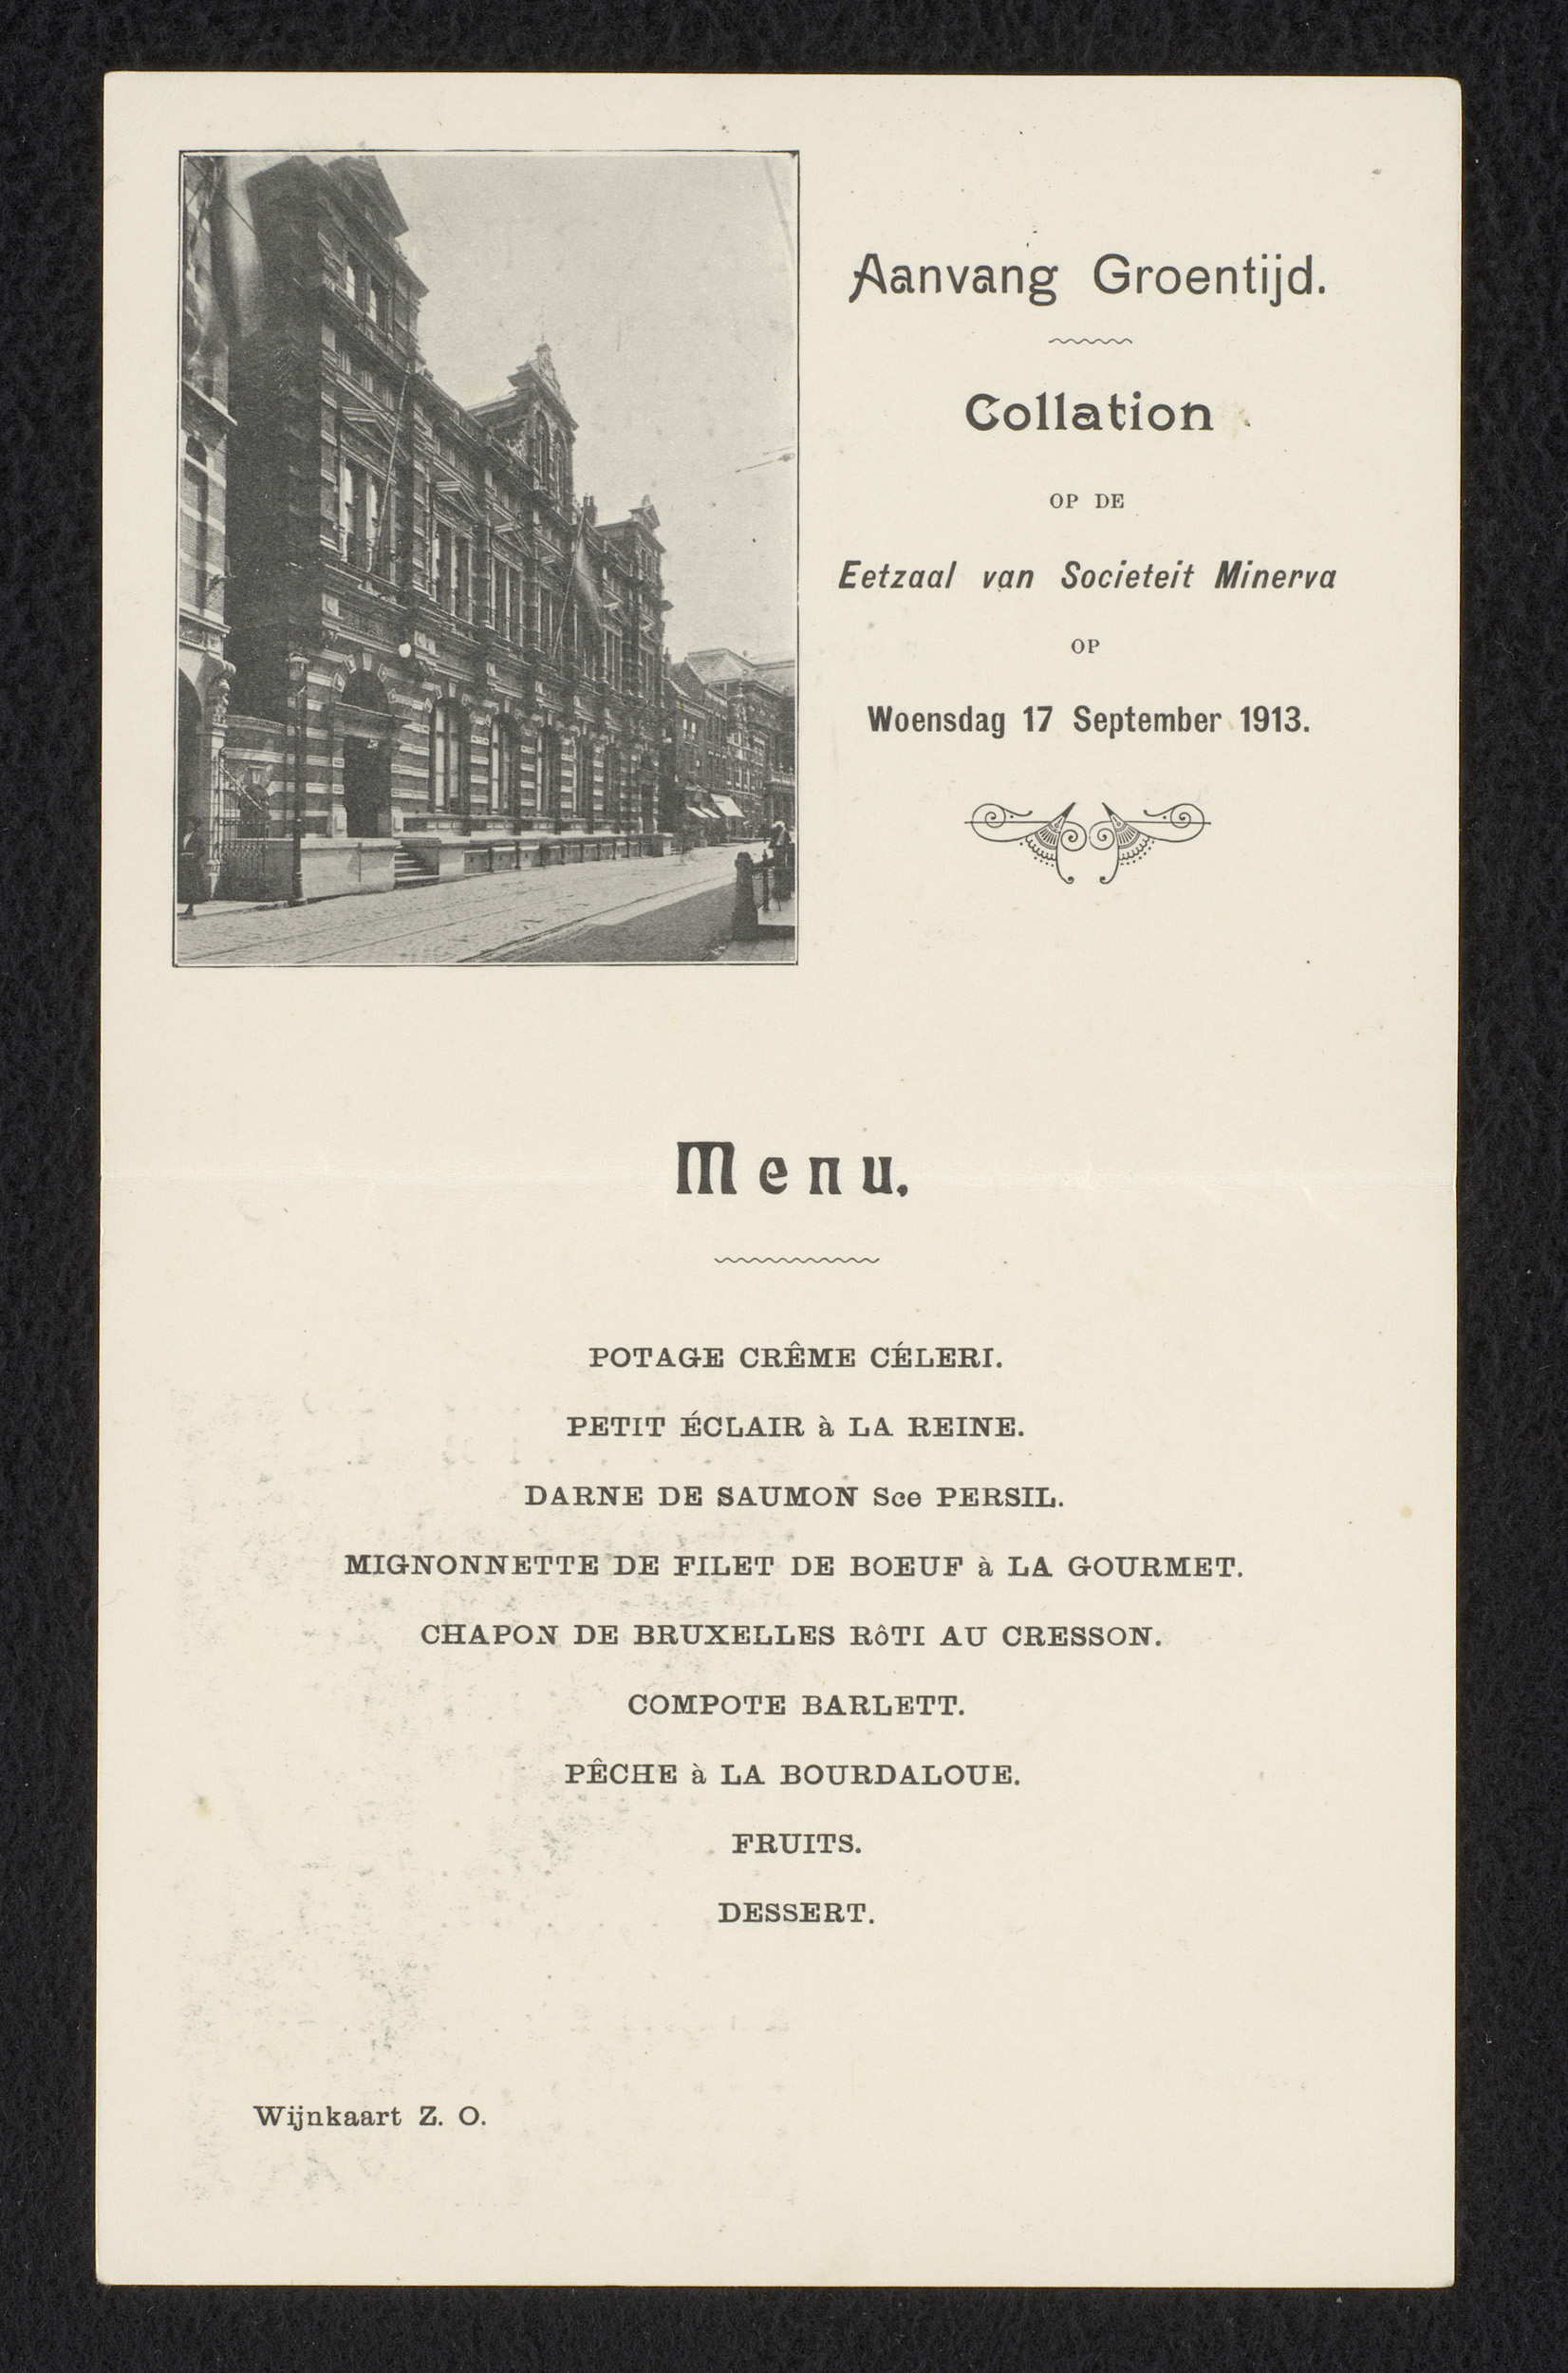 Aanvang Groentijd.
Collation
OP DE
Eetzaal van Societeit Minerva
OP
Woensdag 17 September 1913.
Menu.
POTAGE CRÊME CÉLERI.
PETIT ÉCLAIR à LA REINE.
DARNE DE SAUMON Sce PERSIL.
MIGNONNETTE DE FILET DE BOEUF à LA GOURMET.
CHAPON DE BRUXELLES RôTI AU CRESSON.
COMPOTE BARLETT.
PÊCHE à LA BOURDALOUE.
FRUITS.
DESSERT.
Wijnkaart Z. O.